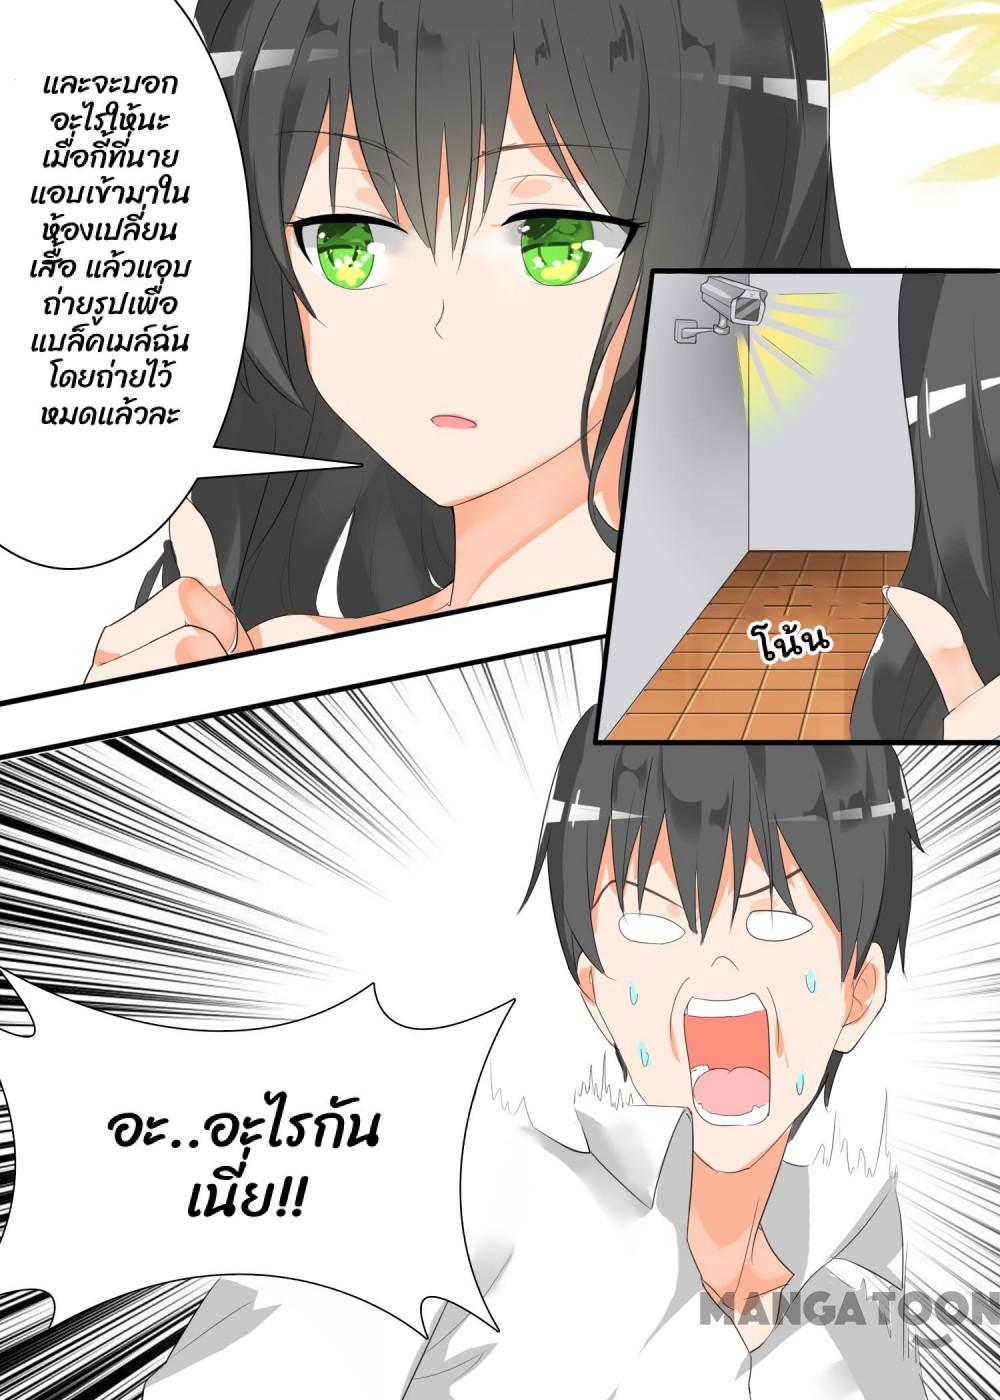 และจะบอก
อะไรให้นะ
เมื่อกี้ที่นาย
แอบเข้ามาใน
ห้องเปลี่ยน
เสื้อ แล้วแอบ
ถ่ายรูปเพื่อ
แบล็คเมล์ฉัน
โดยถ่ายไว้
หมดแล้วละ
โน้น
อะ..อะไรกัน
เนี่ย!!
MANGATOON